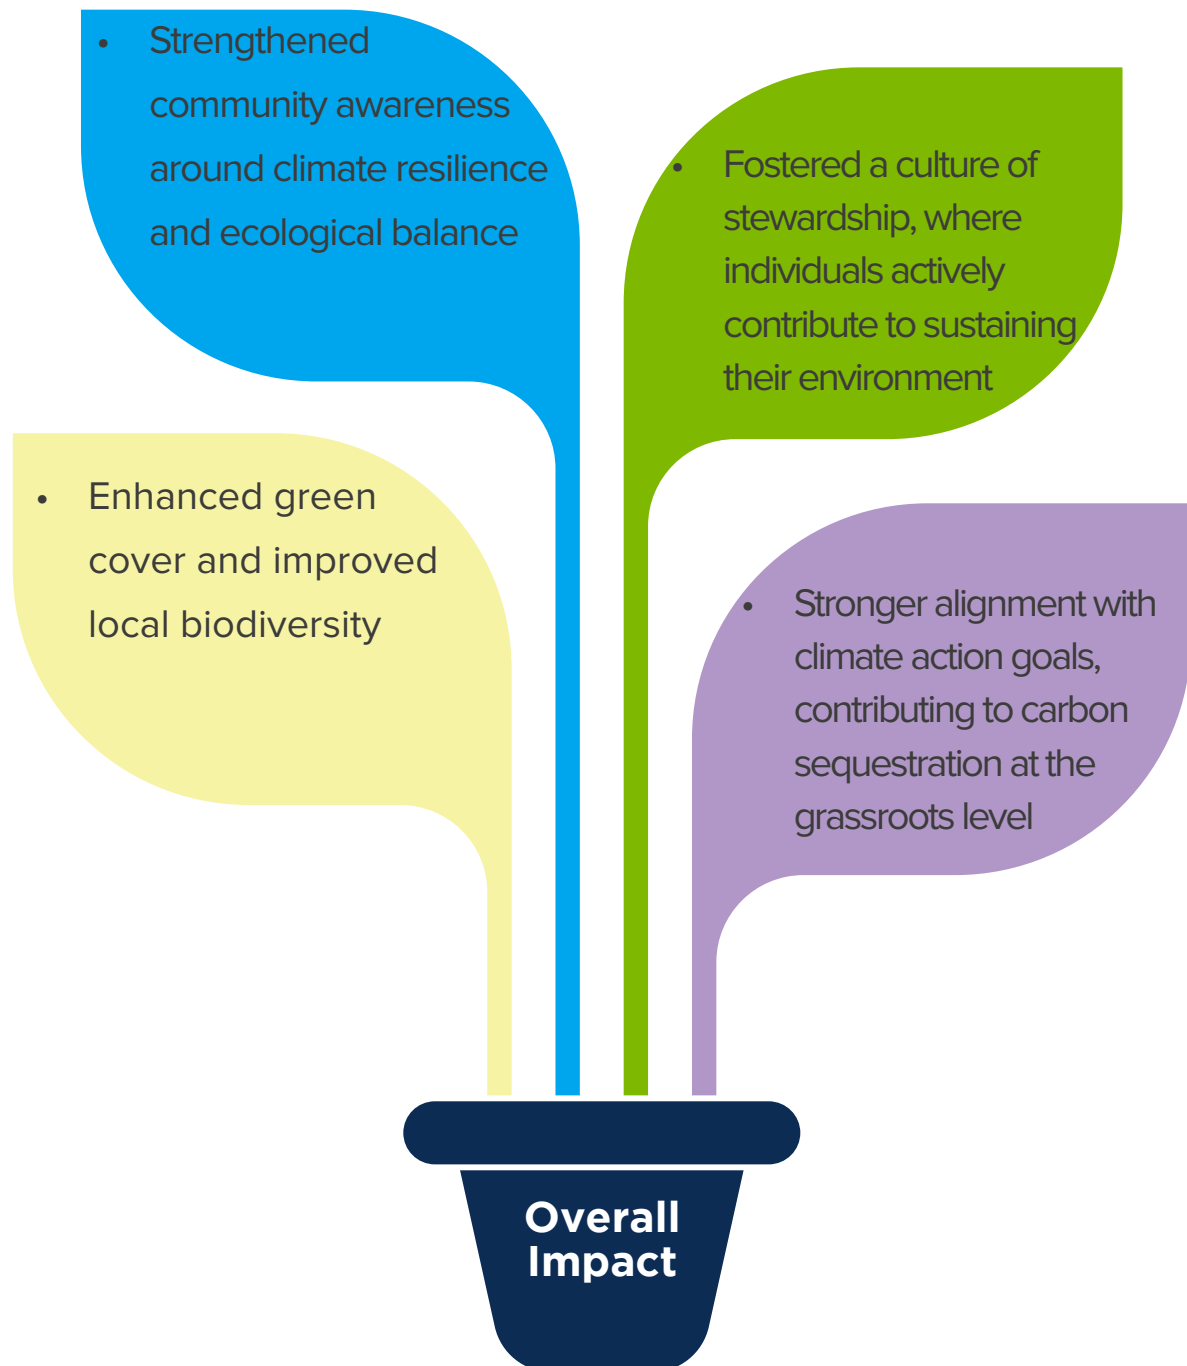 • Strengthened
community awareness
around climate resilience
and ecological balance
• Fostered a culture of
stewardship, where
individuals actively
contribute to sustaining
their environment
• Enhanced green
cover and improved
local biodiversity
• Stronger alignment with
climate action goals,
contributing to carbon
sequestration at the
grassroots level
Overall
Impact